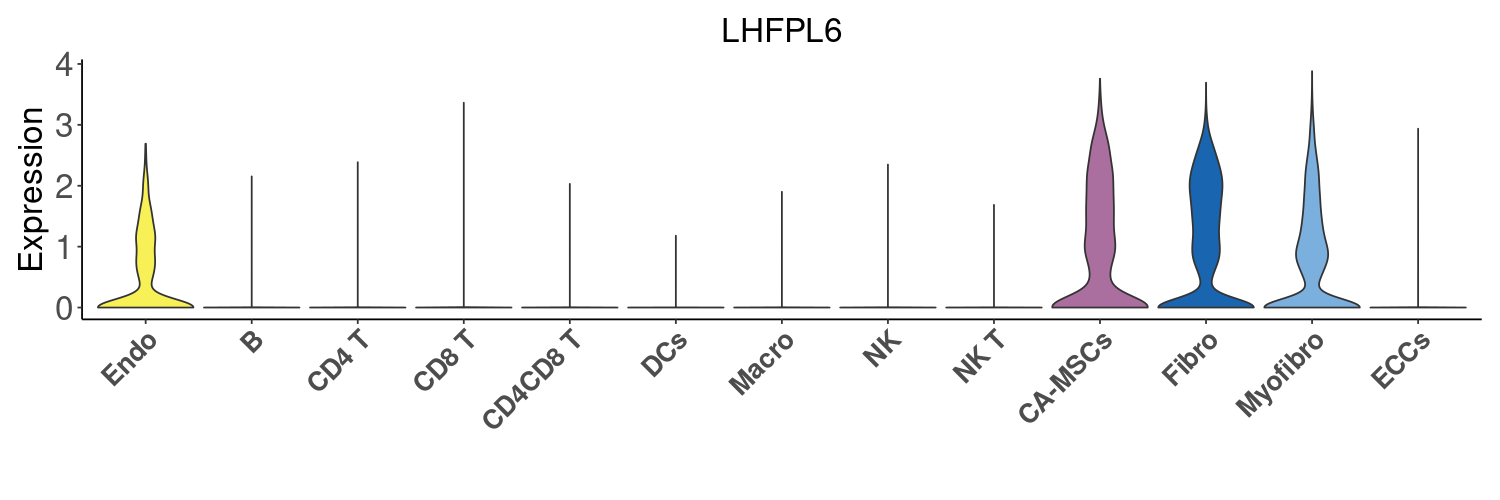 LHFPL6
Expression
4
3
2
1
0
Endo
B
CD4 T
CD8 T
CD4CD8 T
DCs
Macro
NK
NK T
CA-MSCs
Fibro
Myofibro
ECCs